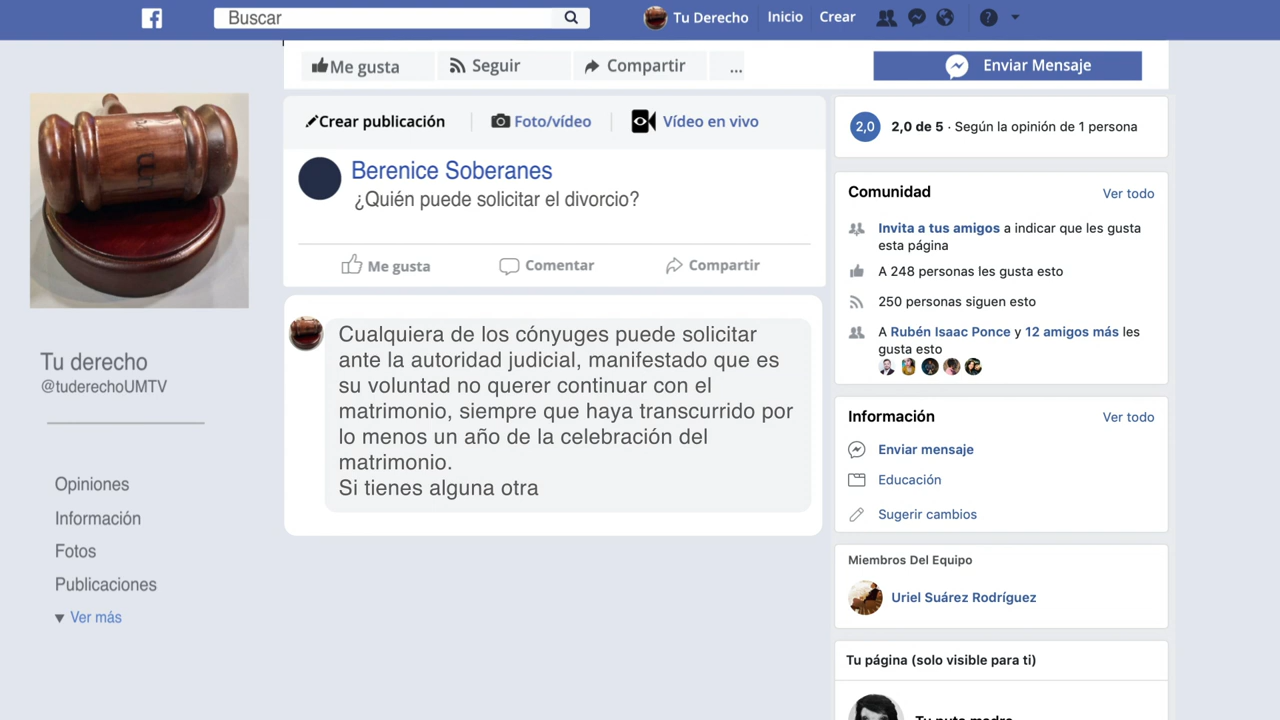 Buscar
Tu Derecho
Inicio
Crear
Me gusta
Seguir
Compartir
...
Enviar Mensaje
Crear publicación
Foto/vídeo
Vídeo en vivo
Berenice Soberanes
¿Quién puede solicitar el divorcio?
Me gusta
Comentar
Compartir
Cualquiera de los cónyuges puede solicitar
ante la autoridad judicial, manifestado que es
su voluntad no querer continuar con el
matrimonio, siempre que haya transcurrido por
lo menos un año de la celebración del
matrimonio.
Si tienes alguna otra
Tu derecho
@tuderechoUMTV
Opiniones
Información
Fotos
Publicaciones
Ver más
2,0
2,0 de 5 · Según la opinión de 1 persona
Comunidad
Ver todo
Invita a tus amigos a indicar que les gusta
esta página
A 248 personas les gusta esto
250 personas siguen esto
A Rubén Isaac Ponce y 12 amigos más les
gusta esto
Información
Ver todo
Enviar mensaje
Educación
Sugerir cambios
Miembros Del Equipo
Uriel Suárez Rodríguez
Tu página (solo visible para ti)
Tu puta madre